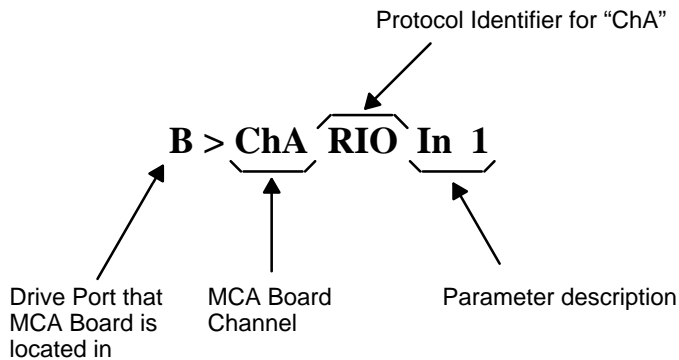 Protocol Identifier for “ChA”
B > ChA RIO In 1
Drive Port that
MCA Board is
located in
MCA Board
Channel
Parameter description